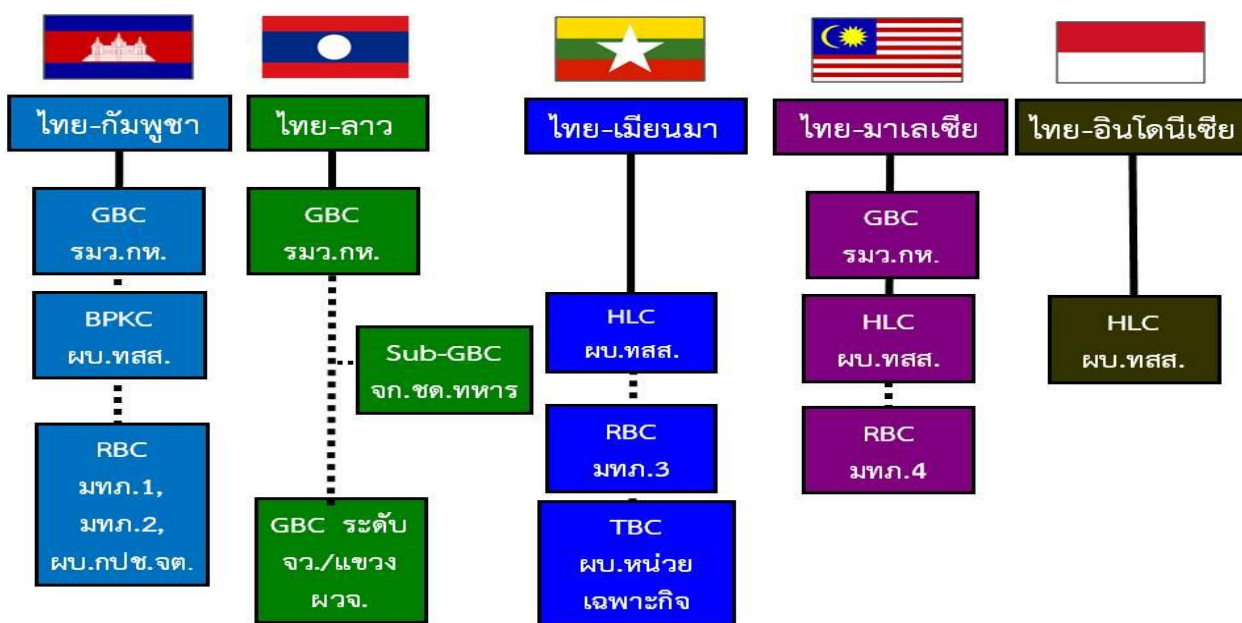 ไทย-กัมพูชา
GBC
รมว.กห.
BPKC
ผบ.ทสส.
RBC
มทภ.1,
มทภ.2,
ผบ.กปช.จต.
ไทย-ลาว
GBC
รมว.กห.
Sub-GBC
จก.ชด.ทหาร
GBC ระดับ
จว./แขวง
ผวจ.
ไทย-เมียนมา
HLC
ผบ.ทสส.
RBC
มทภ.3
TBC
ผบ.หน่วย
เฉพาะกิจ
ไทย-มาเลเซีย
GBC
รมว.กห.
HLC
ผบ.ทสส.
RBC
มทภ.4
ไทย-อินโดนีเซีย
HLC
ผบ.ทสส.